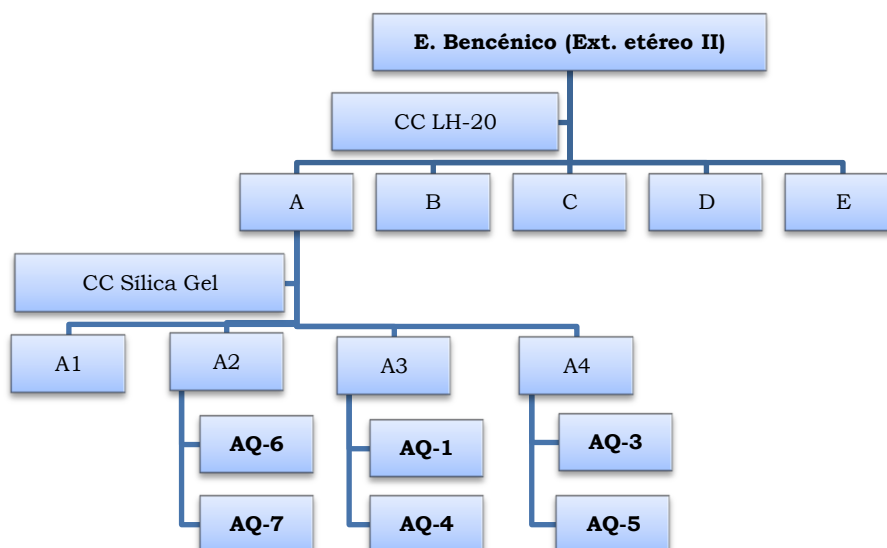 E. Bencénico (Ext. etéreo II)
CC LH-20
A
B
C
D
E
CC Sílica Gel
A1
A2
A3
A4
AQ-6
AQ-1
AQ-3
AQ-7
AQ-4
AQ-5